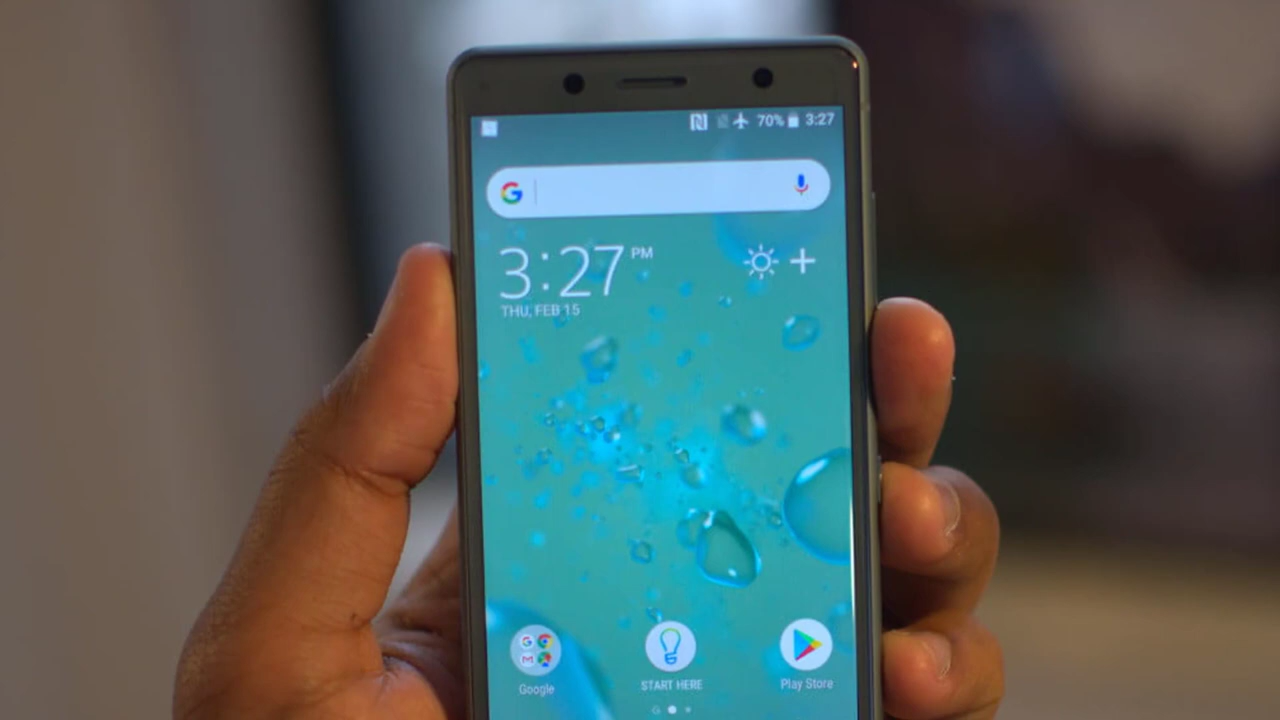 70% 3:27
G
3:27 PM
THU, FEB 15
Google
START HERE
Play Store